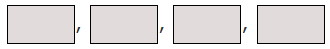 , , ,